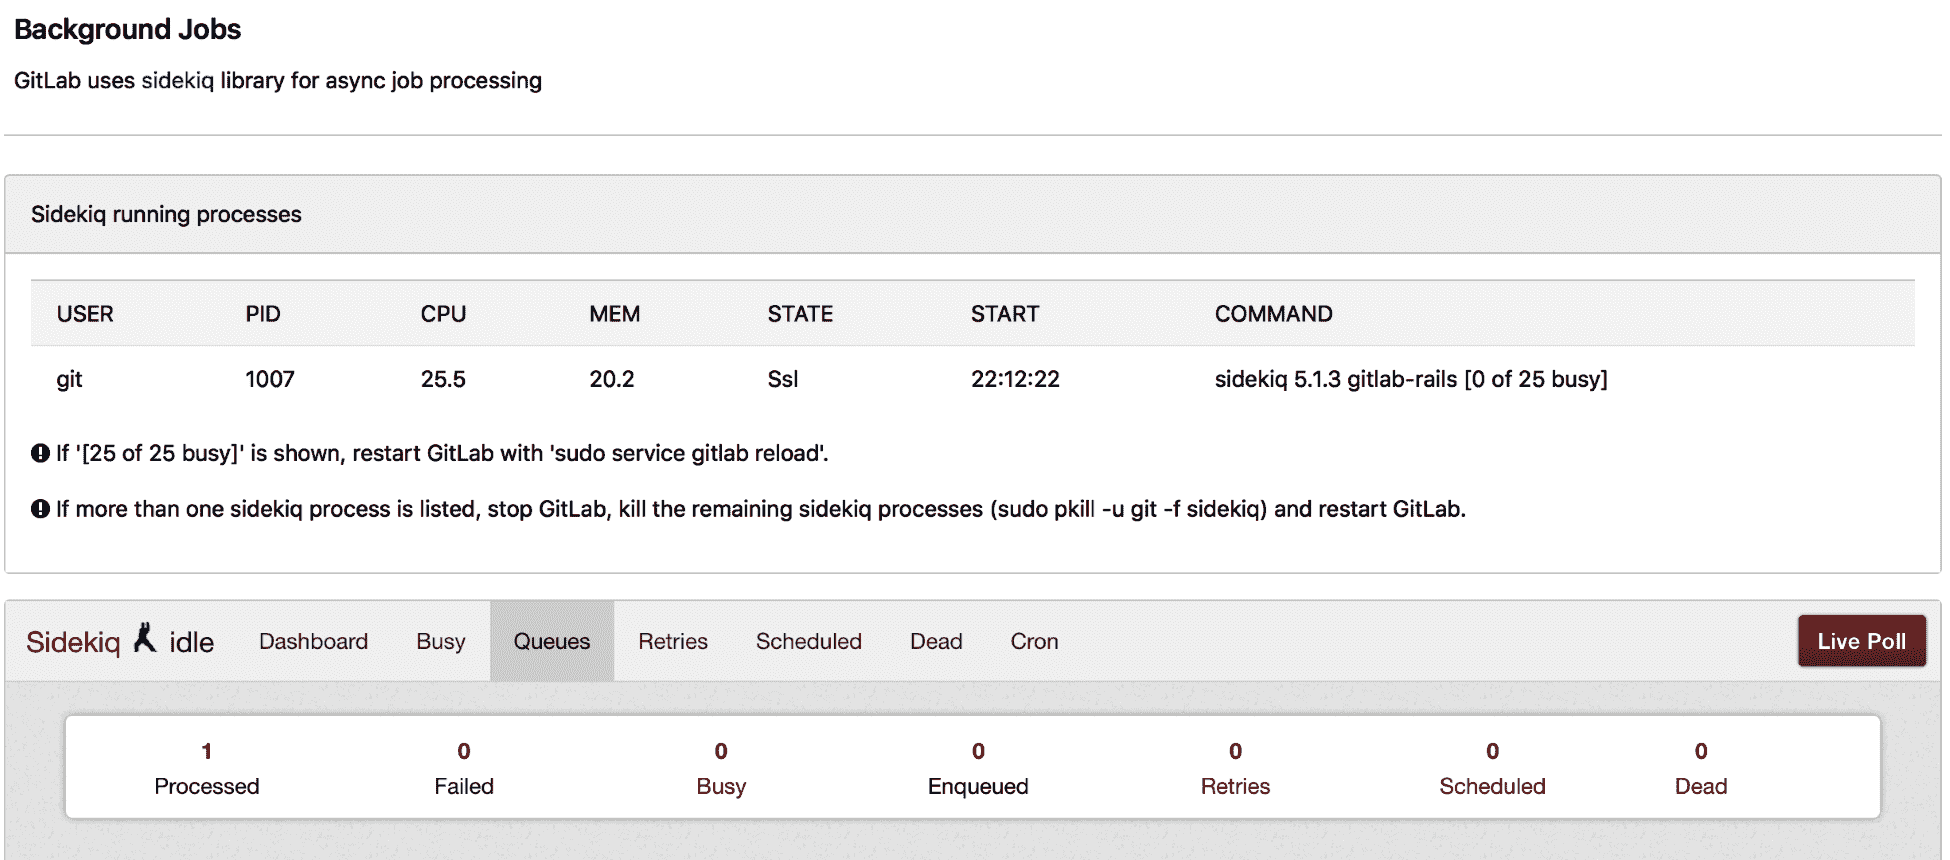 Background Jobs
GitLab uses sidekiq library for async job processing
Sidekiq running processes
USER PID CPU MEM STATE START COMMAND
git 1007 25.5 20.2 Ssl 22:12:22 sidekiq 5.1.3 gitlab-rails [0 of 25 busy]
If '[25 of 25 busy]' is shown, restart GitLab with 'sudo service gitlab reload'.
If more than one sidekiq process is listed, stop GitLab, kill the remaining sidekiq processes (sudo pkill -u git -f sidekiq) and restart GitLab.
Sidekiq idle Dashboard Busy Queues Retries Scheduled Dead Cron Live Poll
1 0 0 0 0 0 0
Processed Failed Busy Enqueued Retries Scheduled Dead